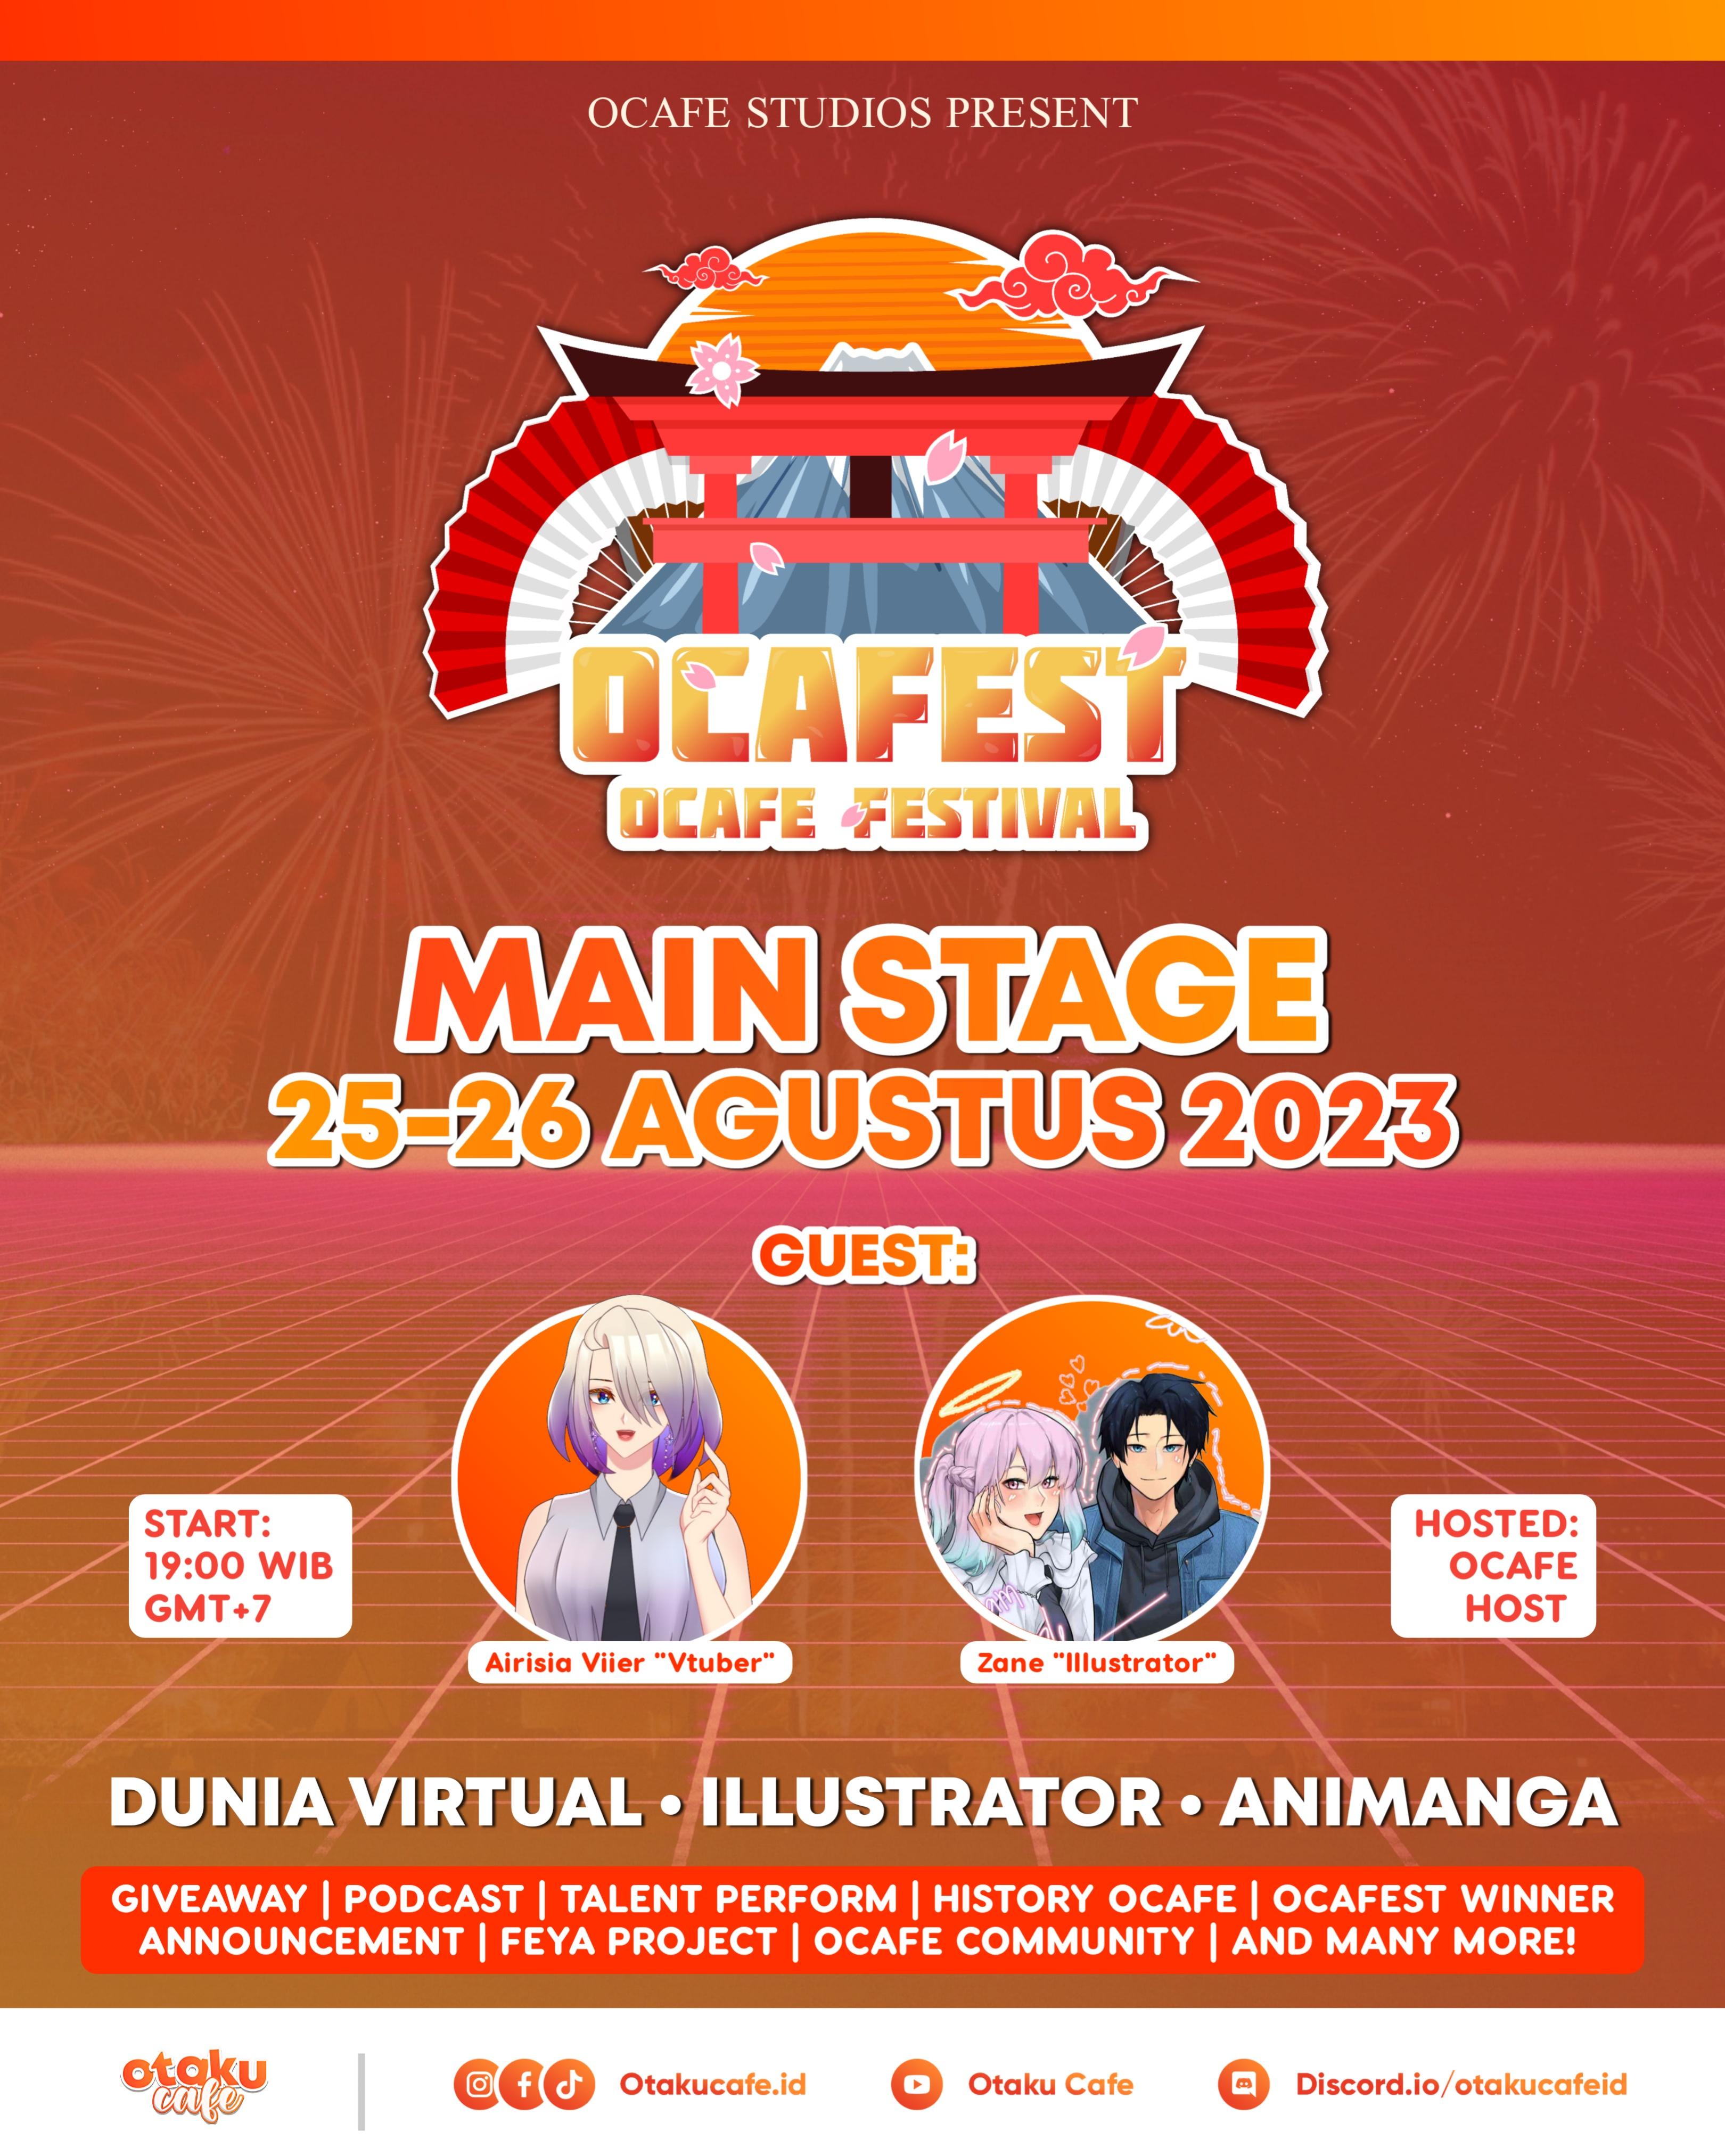 OCAFE STUDIOS PRESENT
OCAFEST
OCAFE FESTIVAL
MAIN STAGE
25-26 AGUSTUS 2023
GUEST:
START:
19:00 WIB
GMT+7
Airisia Viier "Vtuber"
Zane "Illustrator"
HOSTED:
OCAFE
HOST
DUNIA VIRTUAL • ILLUSTRATOR • ANIMANGA
GIVEAWAY | PODCAST | TALENT PERFORM | HISTORY OCAFE | OCAFEST WINNER
ANNOUNCEMENT | FEYA PROJECT | OCAFE COMMUNITY | AND MANY MORE!
otaku
cafe
Otakucafe.id
Otaku Cafe
Discord.io/otakucafeid